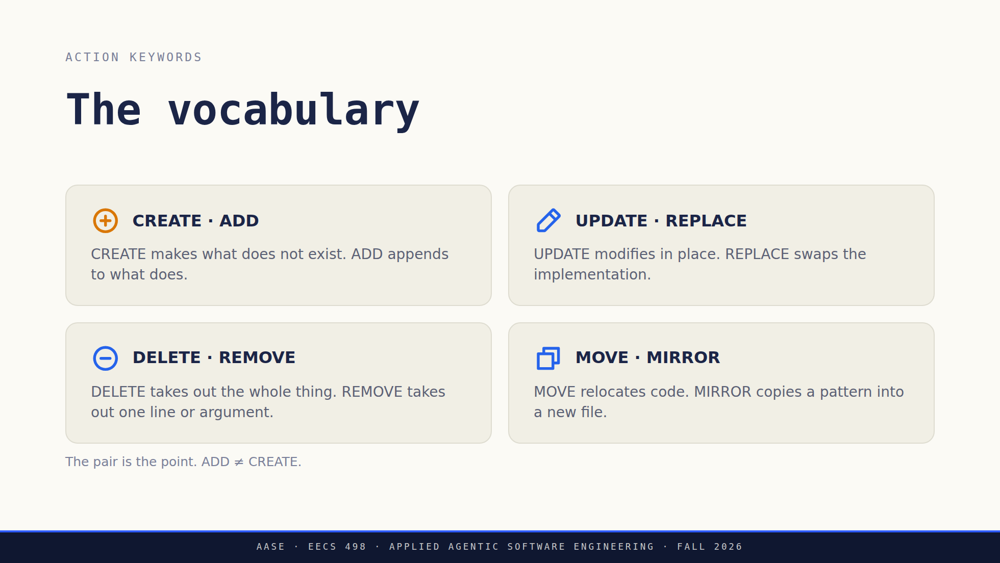 ACTION KEYWORDS
The vocabulary
CREATE · ADD
CREATE makes what does not exist. ADD appends
to what does.
UPDATE · REPLACE
UPDATE modifies in place. REPLACE swaps the
implementation.
DELETE · REMOVE
DELETE takes out the whole thing. REMOVE takes
out one line or argument.
MOVE · MIRROR
MOVE relocates code. MIRROR copies a pattern into
a new file.
The pair is the point. ADD ≠ CREATE.
AASE · EECS 498 · APPLIED AGENTIC SOFTWARE ENGINEERING · FALL 2026